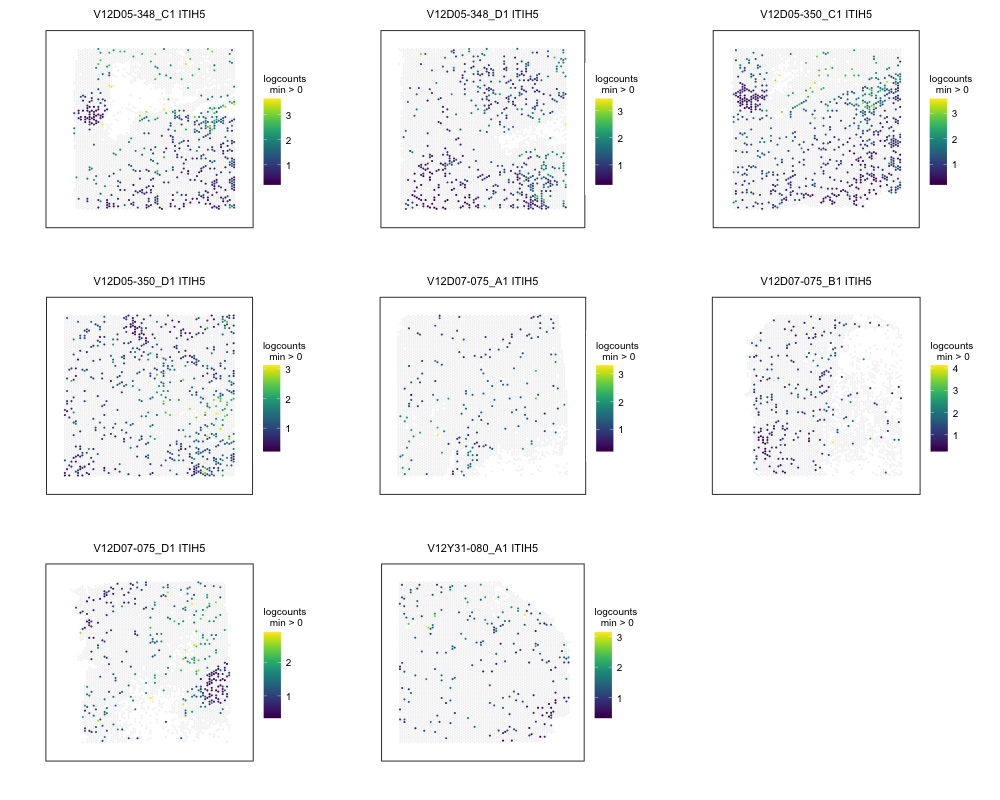 V12D05-348_C1 ITIH5
logcounts
min > 0
3
2
1
V12D05-348_D1 ITIH5
logcounts
min > 0
3
2
1
V12D05-350_C1 ITIH5
logcounts
min > 0
3
2
1
V12D05-350_D1 ITIH5
logcounts
min > 0
3
2
1
V12D07-075_A1 ITIH5
logcounts
min > 0
3
2
1
V12D07-075_B1 ITIH5
logcounts
min > 0
4
3
2
1
V12D07-075_D1 ITIH5
logcounts
min > 0
2
1
V12Y31-080_A1 ITIH5
logcounts
min > 0
3
2
1